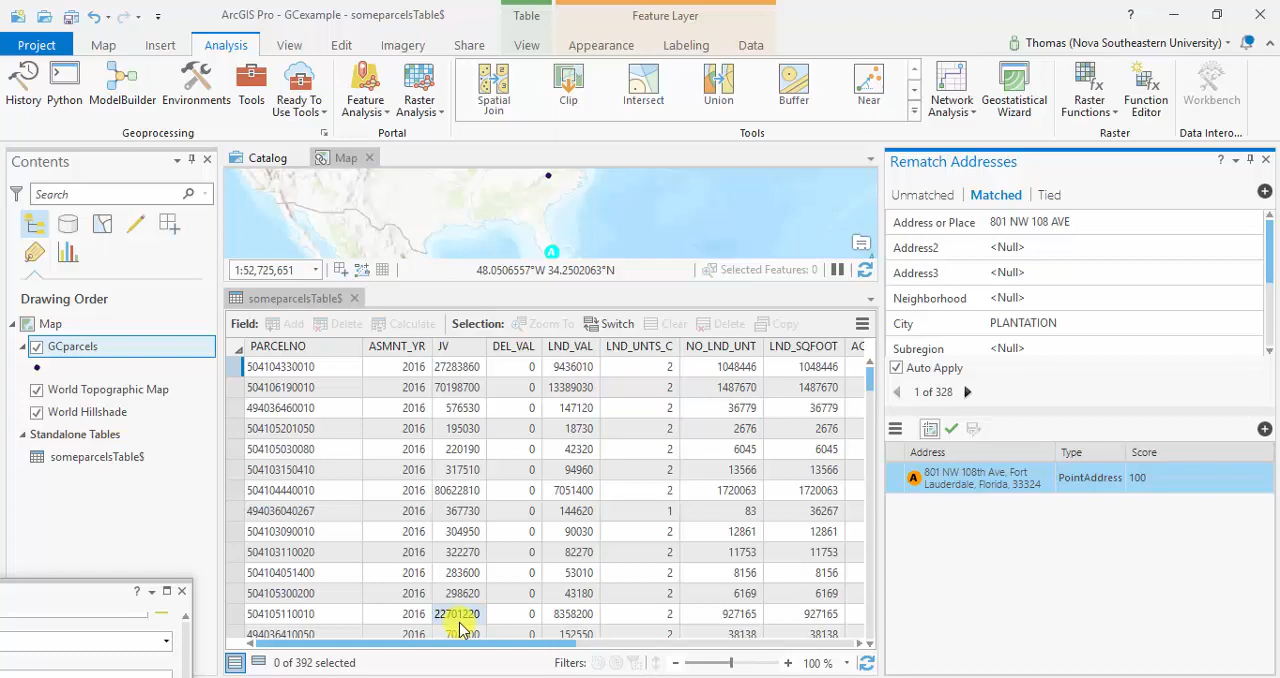 ArcGIS Pro - GCexample - someparcelsTable$
Table
Feature Layer
?
Project
Map
Insert
Analysis
View
Edit
Imagery
Share
View
Appearance
Labeling
Data
Thomas (Nova Southeastern University)
History
Python
ModelBuilder
Environments
Tools
Ready To
Use Tools
Feature
Analysis
Raster
Analysis
Spatial
Join
Clip
Intersect
Union
Buffer
Near
Network
Analysis
Geostatistical
Wizard
Raster
Functions
Function
Editor
Workbench
Geoprocessing
Portal
Tools
Raster
Data Intero...
Contents
Search
Drawing Order
Map
GCparcels
World Topographic Map
World Hillshade
Standalone Tables
someparcelsTable$
?
Catalog
Map
A
1:52,725,661
48.0506557°W 34.2502063°N
Selected Features: 0
someparcelsTable$
Field: Add Delete Calculate Selection: Zoom To Switch Clear Delete Copy
PARCELNO ASMNT_YR JV DEL_VAL LND_VAL LND_UNTS_C NO_LND_UNT LND_SQFOOT AC
504104330010 2016 27283860 0 9436010 2 1048446 1048446
504106190010 2016 70198700 0 13389030 2 1487670 1487670
494036460010 2016 576530 0 147120 2 36779 36779
504105201050 2016 195030 0 18730 2 2676 2676
504105030080 2016 220190 0 42320 2 6045 6045
504103150410 2016 317510 0 94960 2 13566 13566
504104440010 2016 80622810 0 7051400 2 1720063 1720063
494036040267 2016 367730 0 144620 1 83 36267
504103090010 2016 304950 0 90030 2 12861 12861
504103110020 2016 322270 0 82270 2 11753 11753
504104051400 2016 283600 0 53010 2 8156 8156
504105300200 2016 298620 0 43180 2 6169 6169
504105110010 2016 22701220 0 8358200 2 927165 927165
494036410050 2016 0 152550 2 38138 38138
0 of 392 selected
Filters:
100 %
Rematch Addresses
?
Unmatched Matched Tied
Address or Place 801 NW 108 AVE
Address2 <Null>
Address3 <Null>
Neighborhood <Null>
City PLANTATION
Subregion <Null>
Auto Apply
1 of 328
Address Type Score
A 801 NW 108th Ave, Fort
Lauderdale, Florida, 33324
PointAddress 100